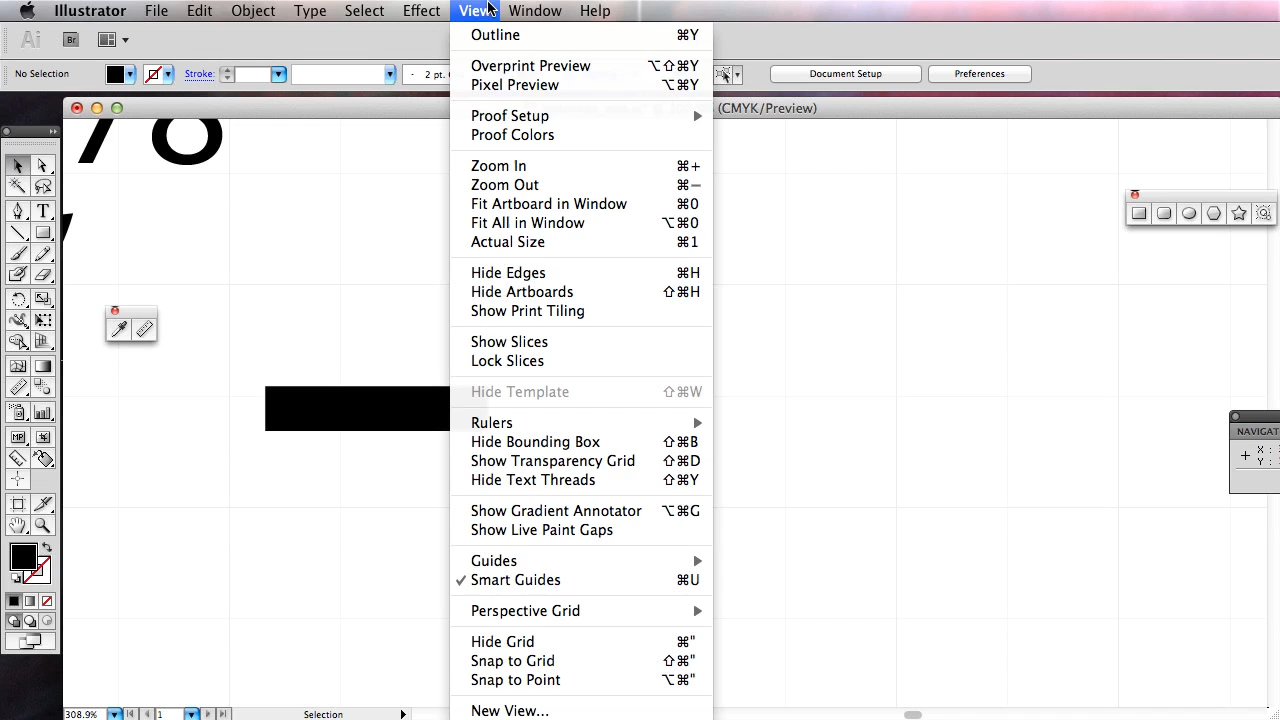 Illustrator File Edit Object Type Select Effect View Window Help
Ai Br
No Selection Stroke: 2 pt. Document Setup Preferences
(CMYK/Preview)
78
Outline ⌘Y
Overprint Preview ⌥⇧⌘Y
Pixel Preview ⌥⌘Y
Proof Setup
Proof Colors
Zoom In ⌘+
Zoom Out ⌘–
Fit Artboard in Window ⌘0
Fit All in Window ⌥⌘0
Actual Size ⌘1
Hide Edges ⌘H
Hide Artboards ⇧⌘H
Show Print Tiling
Show Slices
Lock Slices
Hide Template ⇧⌘W
Rulers
Hide Bounding Box ⇧⌘B
Show Transparency Grid ⇧⌘D
Hide Text Threads ⇧⌘Y
Show Gradient Annotator ⌥⌘G
Show Live Paint Gaps
Guides
✓ Smart Guides ⌘U
Perspective Grid
Hide Grid ⌘"
Snap to Grid ⇧⌘"
Snap to Point ⌥⌘"
New View...
NAVIGAT
X :
Y :
MP
308.9% 1 Selection